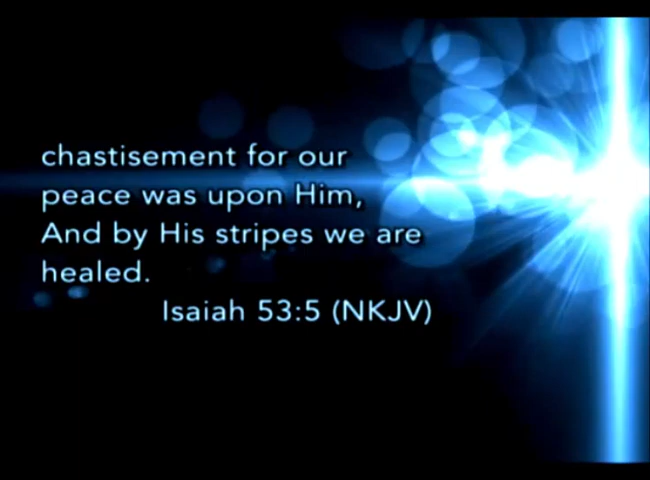 chastisement for our
peace was upon Him,
And by His stripes we are
healed.
Isaiah 53:5 (NKJV)